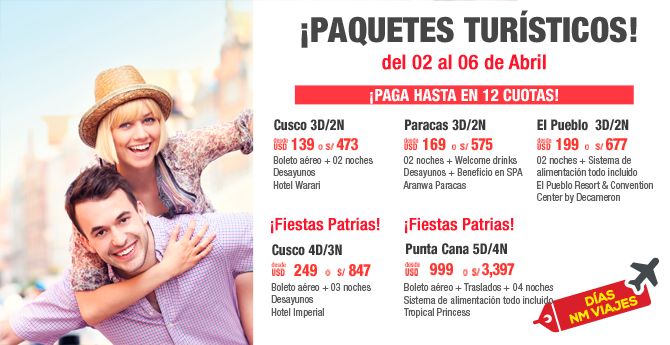 ¡PAQUETES TURÍSTICOS!
del 02 al 06 de Abril
¡PAGA HASTA EN 12 CUOTAS!
Cusco 3D/2N
desde USD 139 o S/ 473
Boleto aéreo + 02 noches
Desayunos
Hotel Warari
Paracas 3D/2N
desde USD 169 o S/ 575
02 noches + Welcome drinks
Desayunos + Beneficio en SPA
Aranwa Paracas
El Pueblo 3D/2N
desde USD 199 o S/ 677
02 noches + Sistema de
alimentación todo incluido
El Pueblo Resort & Convention
Center by Decameron
¡Fiestas Patrias!
Cusco 4D/3N
desde USD 249 o S/ 847
Boleto aéreo + 03 noches
Desayunos
Hotel Imperial
¡Fiestas Patrias!
Punta Cana 5D/4N
desde USD 999 o S/ 3,397
Boleto aéreo + Traslados + 04 noches
Sistema de alimentación todo incluido
Tropical Princess
DÍAS
NM VIAJES